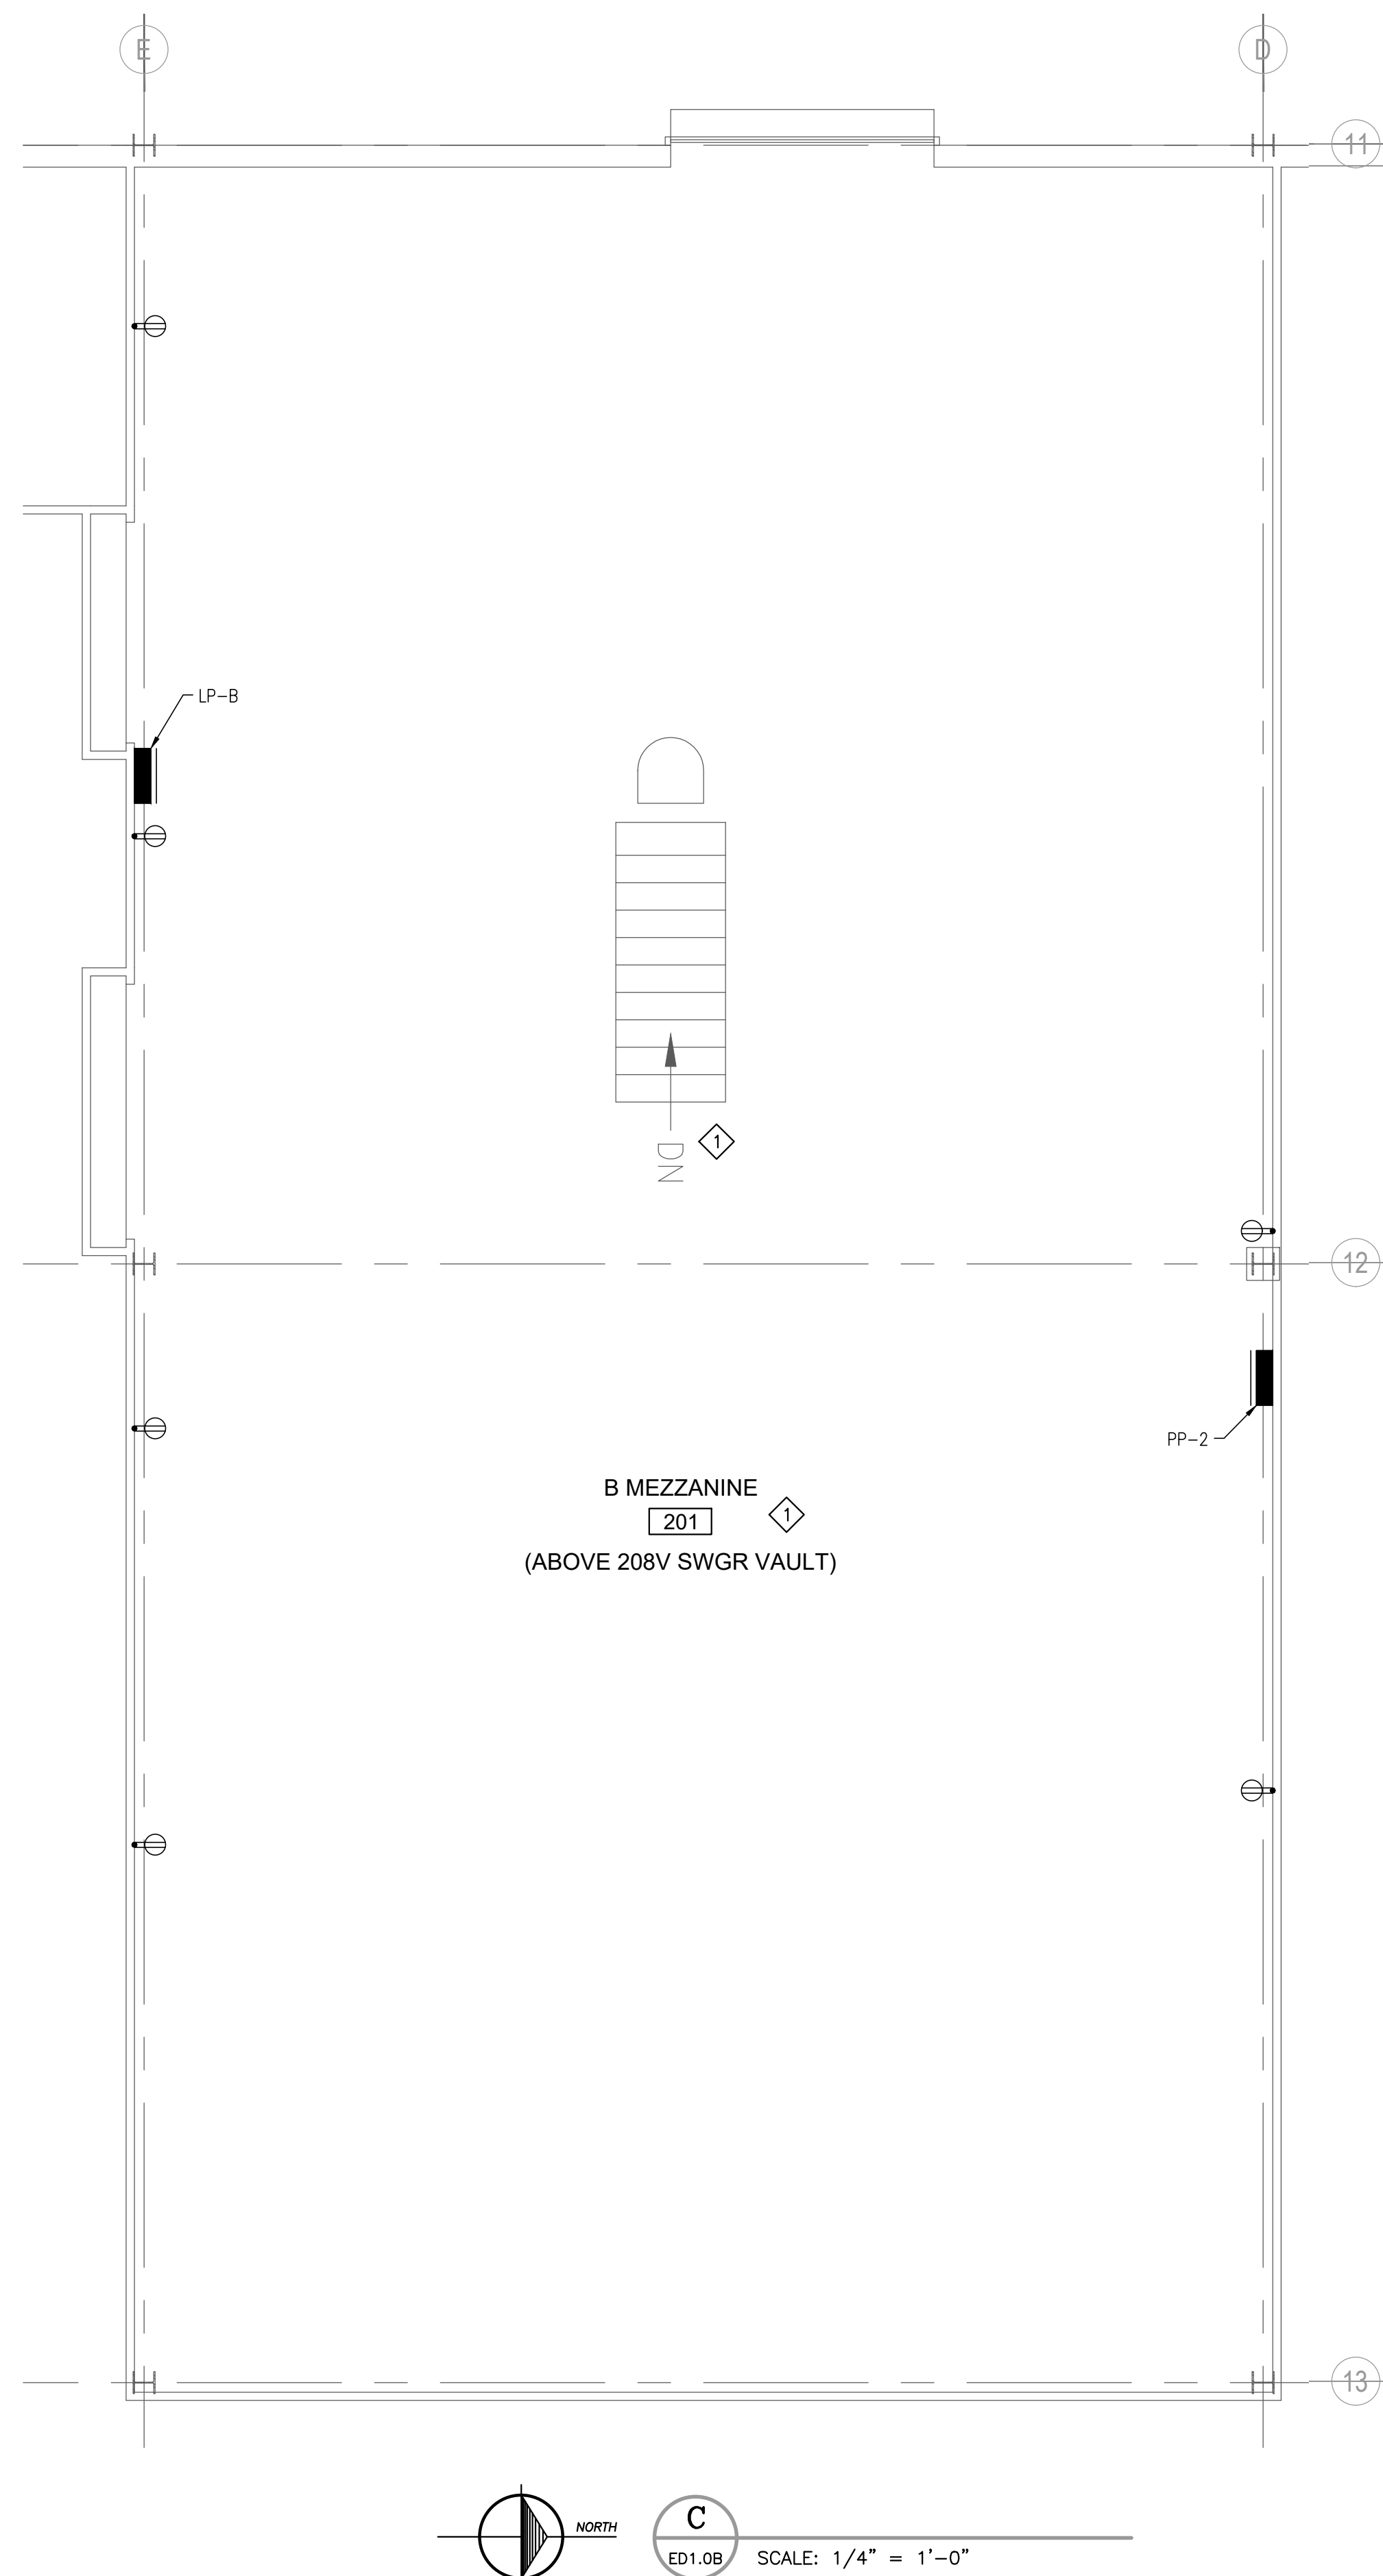 E
D
11
LP-B
DN
1
12
PP-2
B MEZZANINE
201
1
(ABOVE 208V SWGR VAULT)
13
NORTH
C
ED1.0B
SCALE: 1/4" = 1'-0"